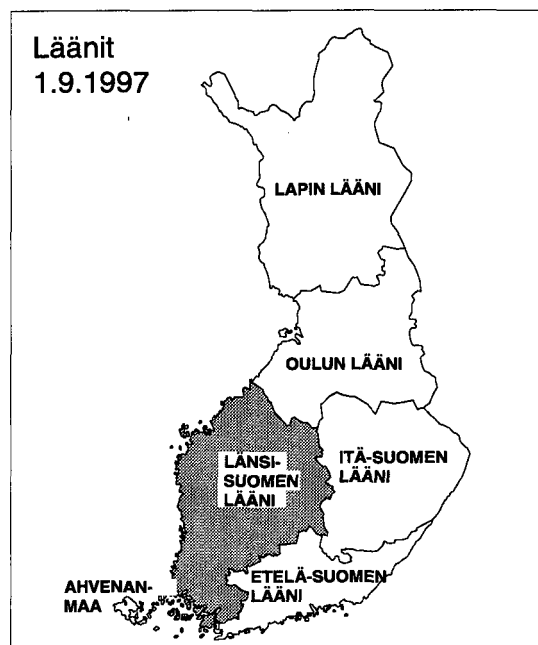 Läänit
1.9.1997
LAPIN LÄÄNI
OULUN LÄÄNI
LÄNSI-
SUOMEN
LÄÄNI
ITÄ-SUOMEN
LÄÄNI
ETELÄ-SUOMEN
LÄÄNI
AHVENAN-
MAA